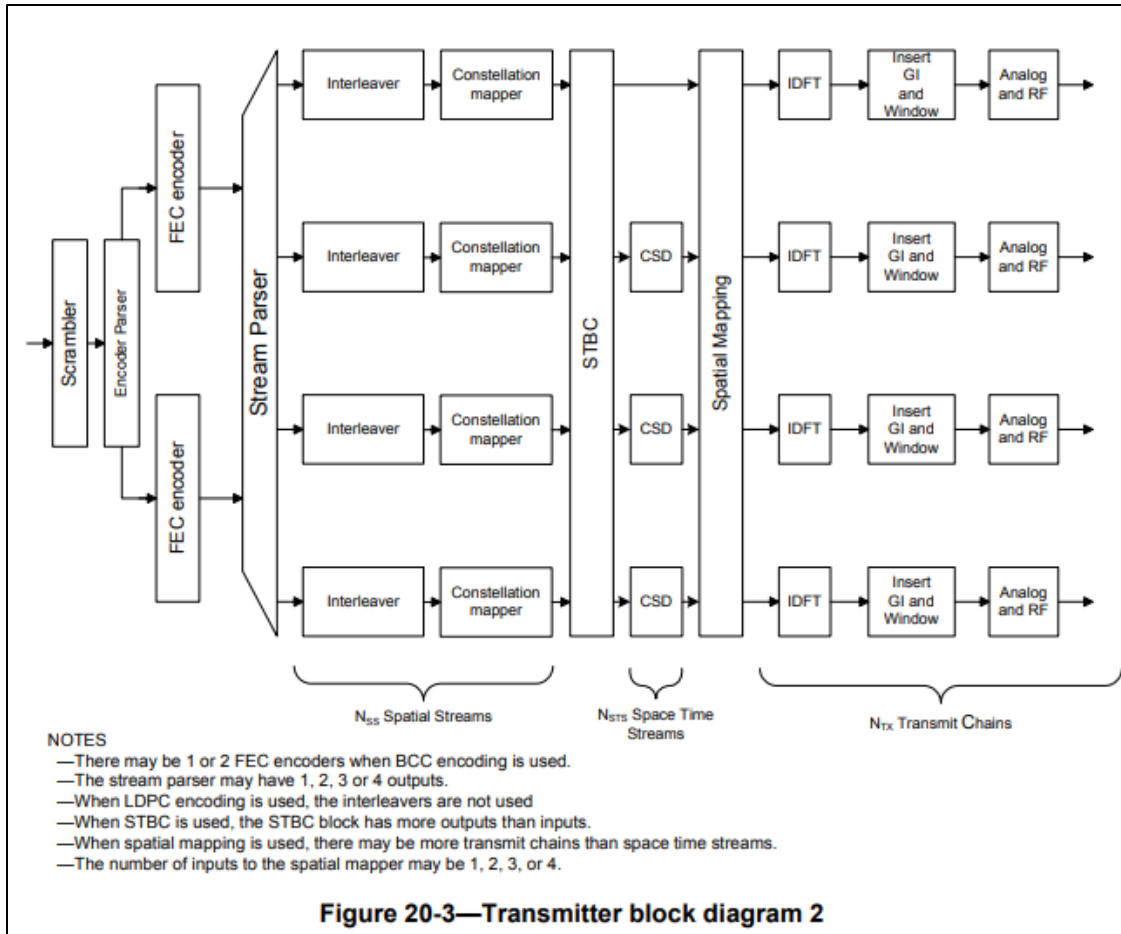 Scrambler
Encoder Parser
FEC encoder
FEC encoder
Stream Parser
Interleaver
Constellation
mapper
STBC
Spatial Mapping
IDFT
Insert
GI
and
Window
Analog
and RF
Interleaver
Constellation
mapper
CSD
IDFT
Insert
GI and
Window
Analog
and RF
Interleaver
Constellation
mapper
CSD
IDFT
Insert
GI and
Window
Analog
and RF
Interleaver
Constellation
mapper
CSD
IDFT
Insert
GI and
Window
Analog
and RF
NSS Spatial Streams
NSTS Space Time
Streams
NTX Transmit Chains
NOTES
—There may be 1 or 2 FEC encoders when BCC encoding is used.
—The stream parser may have 1, 2, 3 or 4 outputs.
—When LDPC encoding is used, the interleavers are not used
—When STBC is used, the STBC block has more outputs than inputs.
—When spatial mapping is used, there may be more transmit chains than space time streams.
—The number of inputs to the spatial mapper may be 1, 2, 3, or 4.
Figure 20-3—Transmitter block diagram 2